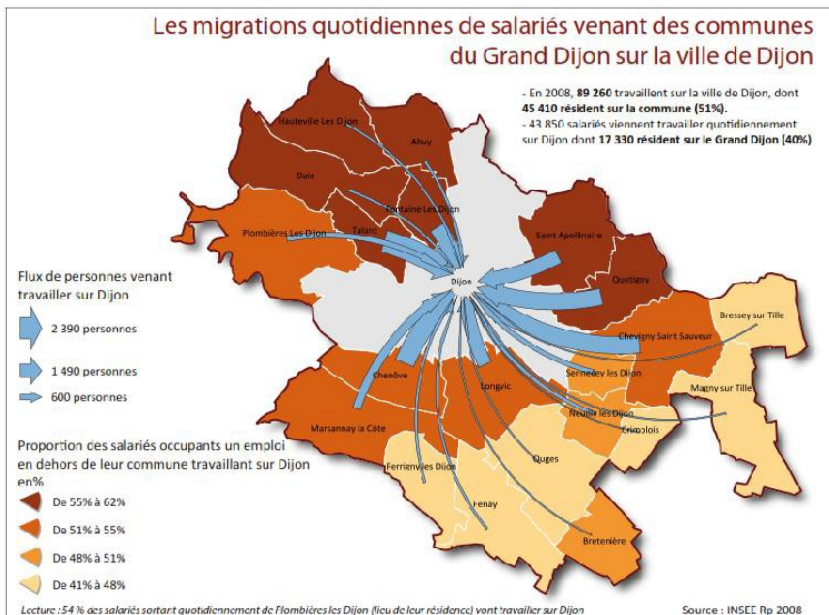 Les migrations quotidiennes de salariés venant des communes
du Grand Dijon sur la ville de Dijon
- En 2008, 89 260 travaillent sur la ville de Dijon, dont
45 410 résident sur la commune (51%).
- 43 850 salariés viennent travailler quotidiennement
sur Dijon dont 17 330 résident sur le Grand Dijon (40%)
Hauteville Les Dijon
Ahuy
Daix
Fontaine Les Dijon
Talant
Plombières Les Dijon
Saint Apollinaire
Quetigny
Dijon
Bressey sur Tille
Chevigny Saint Sauveur
Sennecey les Dijon
Magny sur Tille
Chenôve
Longvic
Neuilly les Dijon
Crimolois
Marsannay la Côte
Perrigny les Dijon
Ouges
Fenay
Bretenière
Flux de personnes venant
travailler sur Dijon
2 390 personnes
1 490 personnes
600 personnes
Proportion des salariés occupants un emploi
en dehors de leur commune travaillant sur Dijon
en%
De 55% à 62%
De 51% à 55%
De 48% à 51%
De 41% à 48%
Lecture : 54 % des salariés sortant quotidiennement de Plombières les Dijon (lieu de leur résidence) vont travailler sur Dijon
Source : INSEE Rp 2008